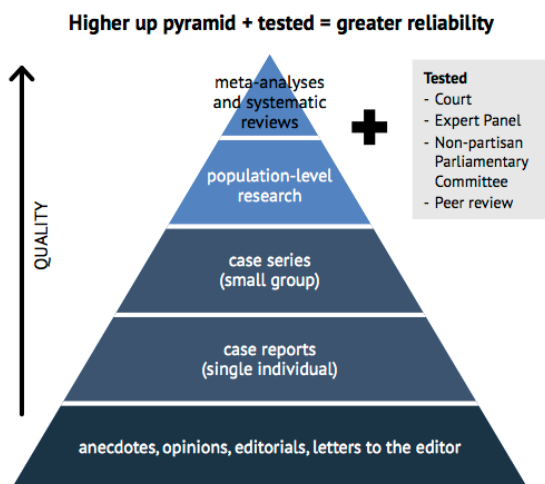 Higher up pyramid + tested = greater reliability
QUALITY
meta-analyses
and systematic
reviews
population-level
research
case series
(small group)
case reports
(single individual)
anecdotes, opinions, editorials, letters to the editor
+
Tested
- Court
- Expert Panel
- Non-partisan
Parliamentary
Committee
- Peer review